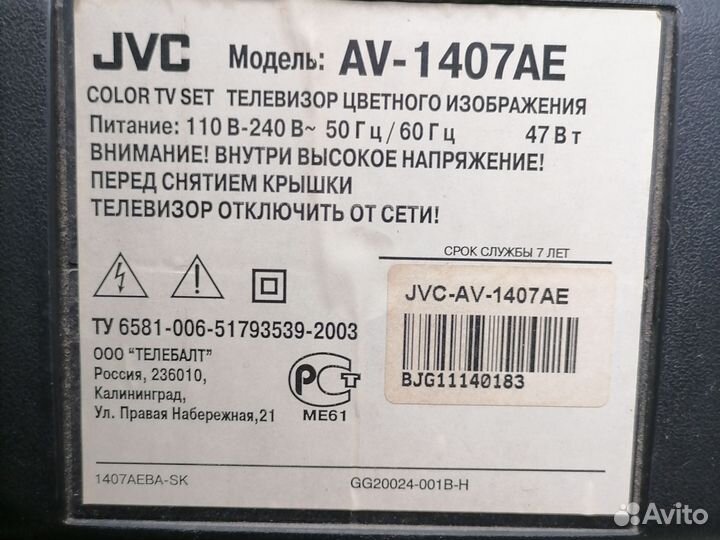 JVC Модель: AV-1407AE
COLOR TV SET ТЕЛЕВИЗОР ЦВЕТНОГО ИЗОБРАЖЕНИЯ
Питание: 110 В-240 В~ 50 Гц / 60 Гц 47 Вт
ВНИМАНИЕ! ВНУТРИ ВЫСОКОЕ НАПРЯЖЕНИЕ!
ПЕРЕД СНЯТИЕМ КРЫШКИ
ТЕЛЕВИЗОР ОТКЛЮЧИТЬ ОТ СЕТИ!
СРОК СЛУЖБЫ 7 ЛЕТ
JVC-AV-1407AE
BJG11140183
ТУ 6581-006-51793539-2003
ООО "ТЕЛЕБАЛТ"
Россия, 236010,
Калининград,
Ул. Правая Набережная,21
РСТ
МЕ61
1407AEBA-SK GG20024-001B-H
Avito